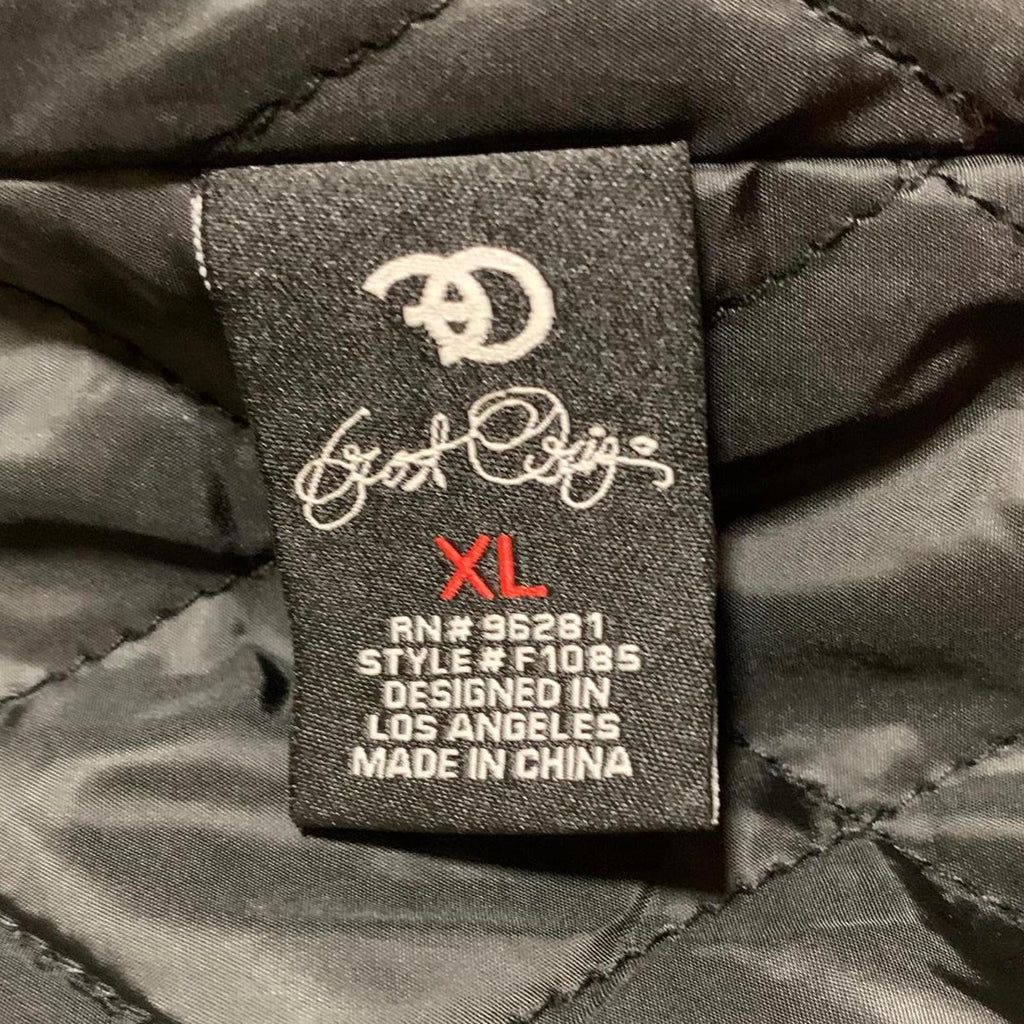 XL
RN# 96281
STYLE# F1085
DESIGNED IN
LOS ANGELES
MADE IN CHINA